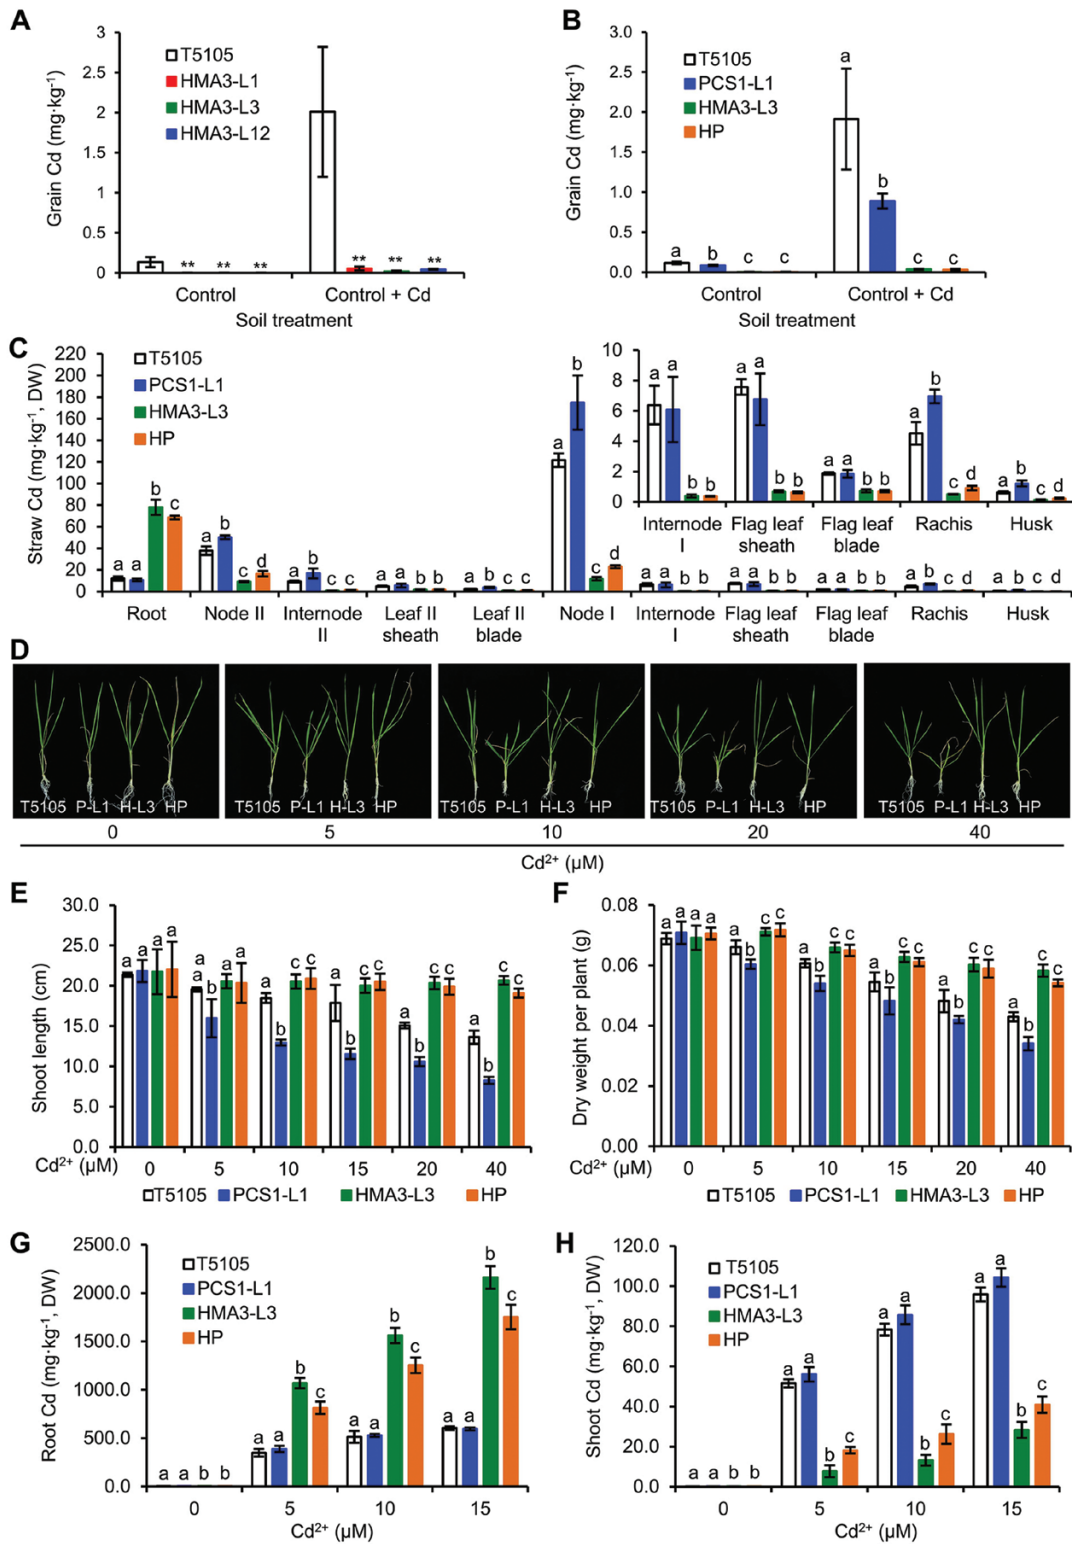 A
Grain Cd (mg·kg⁻¹)
3
2.5
2
1.5
1
0.5
0
T5105
HMA3-L1
HMA3-L3
HMA3-L12
** ** ** ** ** **
Control Control + Cd
Soil treatment
B
Grain Cd (mg·kg⁻¹)
3.0
2.5
2.0
1.5
1.0
0.5
0.0
T5105
PCS1-L1
HMA3-L3
HP
a b c c a b c c
Control Control + Cd
Soil treatment
C
Straw Cd (mg·kg⁻¹, DW)
220
200
180
160
140
120
100
80
60
40
20
0
T5105
PCS1-L1
HMA3-L3
HP
a a b c a b c d a b c c a a b b a b c c a b c d a a b b a a b b a a b b a b c d a b c d
Root Node II Internode II Leaf II sheath Leaf II blade Node I Internode I Flag leaf sheath Flag leaf blade Rachis Husk
10
8
6
4
2
0
a a b b a a b b a a b b a b c d a b c d
Internode I Flag leaf sheath Flag leaf blade Rachis Husk
D
T5105 P-L1 H-L3 HP T5105 P-L1 H-L3 HP T5105 P-L1 H-L3 HP T5105 P-L1 H-L3 HP T5105 P-L1 H-L3 HP
0 5 10 20 40
Cd²⁺ (μM)
E
Shoot length (cm)
30.0
25.0
20.0
15.0
10.0
5.0
0.0
a a a a a b a a a b c c a b c c a b c c a b c c
Cd²⁺ (μM) 0 5 10 15 20 40
T5105 PCS1-L1 HMA3-L3 HP
F
Dry weight per plant (g)
0.08
0.06
0.04
0.02
0.00
a a a a a b c c a b c c a b c c a b c c a b c c
Cd²⁺ (μM) 0 5 10 15 20 40
T5105 PCS1-L1 HMA3-L3 HP
G
Root Cd (mg·kg⁻¹, DW)
2500.0
2000.0
1500.0
1000.0
500.0
0.0
T5105
PCS1-L1
HMA3-L3
HP
a a b b a a b c a a b c a a b c
0 5 10 15
Cd²⁺ (μM)
H
Shoot Cd (mg·kg⁻¹, DW)
120.0
100.0
80.0
60.0
40.0
20.0
0.0
T5105
PCS1-L1
HMA3-L3
HP
a a b b a a b c a a b c a a b c
0 5 10 15
Cd²⁺ (μM)